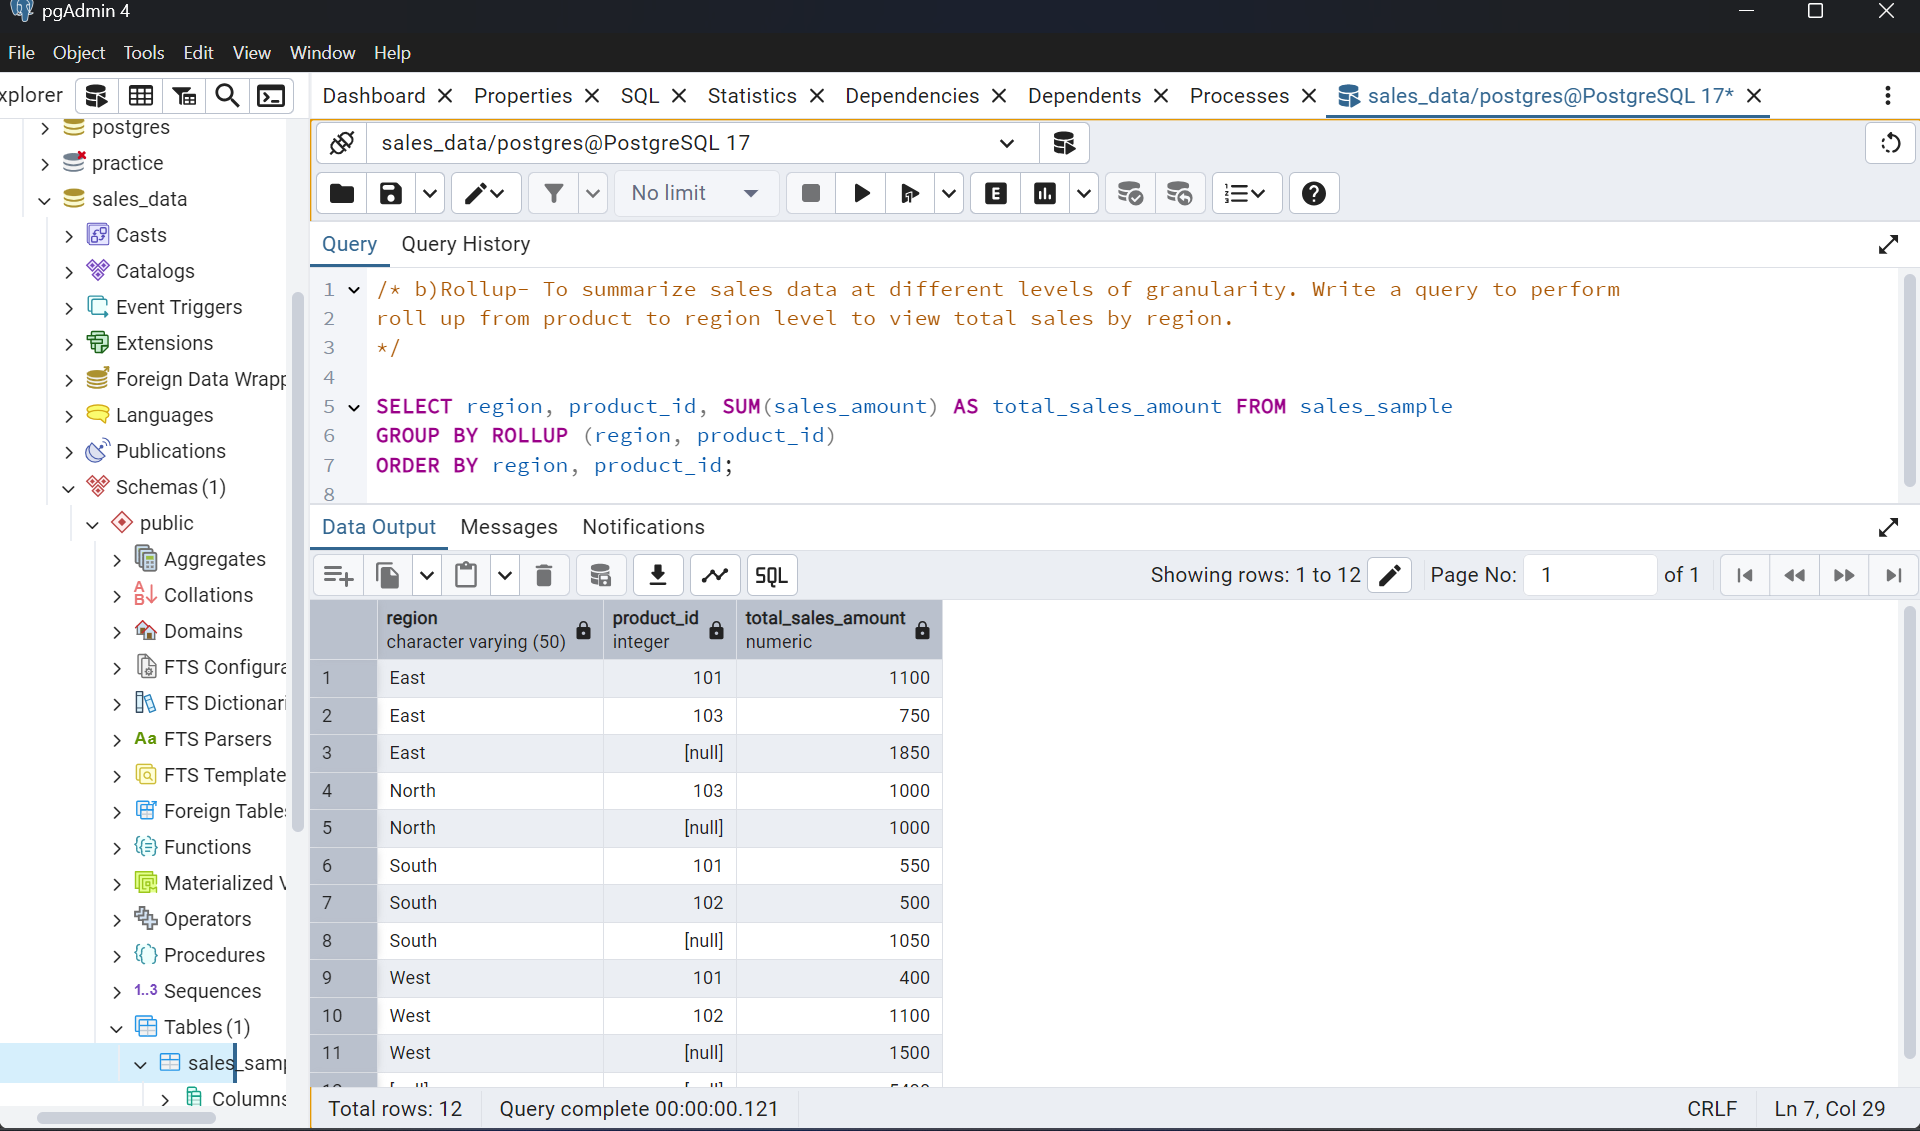 pgAdmin 4
File Object Tools Edit View Window Help
xplorer
Dashboard Properties SQL Statistics Dependencies Dependents Processes sales_data/postgres@PostgreSQL 17*
postgres
practice
sales_data
Casts
Catalogs
Event Triggers
Extensions
Foreign Data Wrapp
Languages
Publications
Schemas (1)
public
Aggregates
Collations
Domains
FTS Configura
FTS Dictionari
Aa FTS Parsers
FTS Template
Foreign Table
Functions
Materialized V
Operators
Procedures
1..3 Sequences
Tables (1)
sales_samp
Columns
sales_data/postgres@PostgreSQL 17
No limit
E
Query Query History
1 /* b)Rollup- To summarize sales data at different levels of granularity. Write a query to perform
2 roll up from product to region level to view total sales by region.
3 */
4
5 SELECT region, product_id, SUM(sales_amount) AS total_sales_amount FROM sales_sample
6 GROUP BY ROLLUP (region, product_id)
7 ORDER BY region, product_id;
8
Data Output Messages Notifications
SQL Showing rows: 1 to 12 Page No: 1 of 1
region product_id total_sales_amount
character varying (50) integer numeric
1 East 101 1100
2 East 103 750
3 East [null] 1850
4 North 103 1000
5 North [null] 1000
6 South 101 550
7 South 102 500
8 South [null] 1050
9 West 101 400
10 West 102 1100
11 West [null] 1500
12 [null] [null] 5400
Total rows: 12 Query complete 00:00:00.121 CRLF Ln 7, Col 29